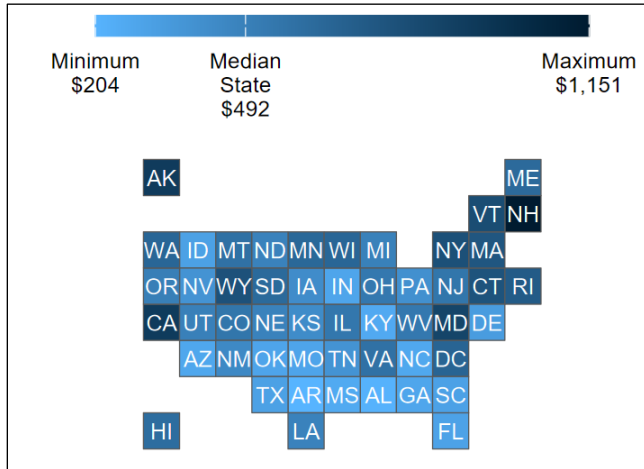 Minimum Median Maximum
$204 State $1,151
$492
AK ME
VT NH
WA ID MT ND MN WI MI NY MA
OR NV WY SD IA IN OH PA NJ CT RI
CA UT CO NE KS IL KY WV MD DE
AZ NM OK MO TN VA NC DC
TX AR MS AL GA SC
HI LA FL